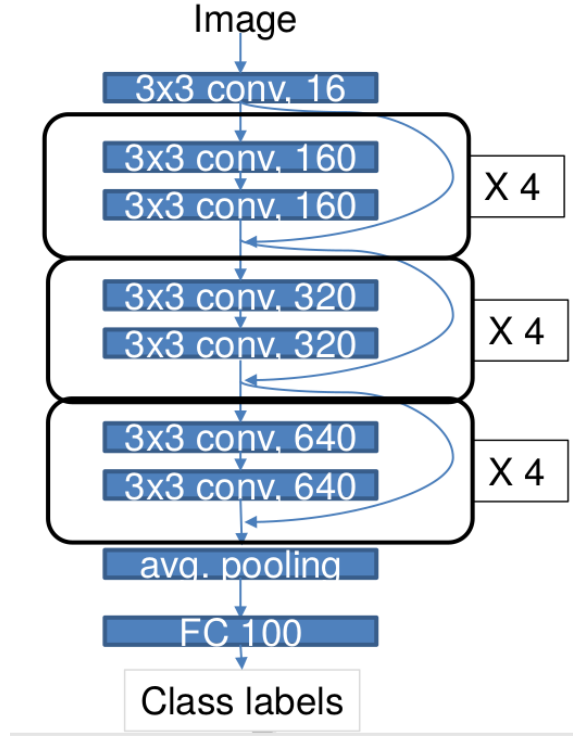 Image
3x3 conv, 16
3x3 conv, 160
X 4
3x3 conv, 160
3x3 conv, 320
X 4
3x3 conv, 320
3x3 conv, 640
X 4
3x3 conv, 640
avg. pooling
FC 100
Class labels